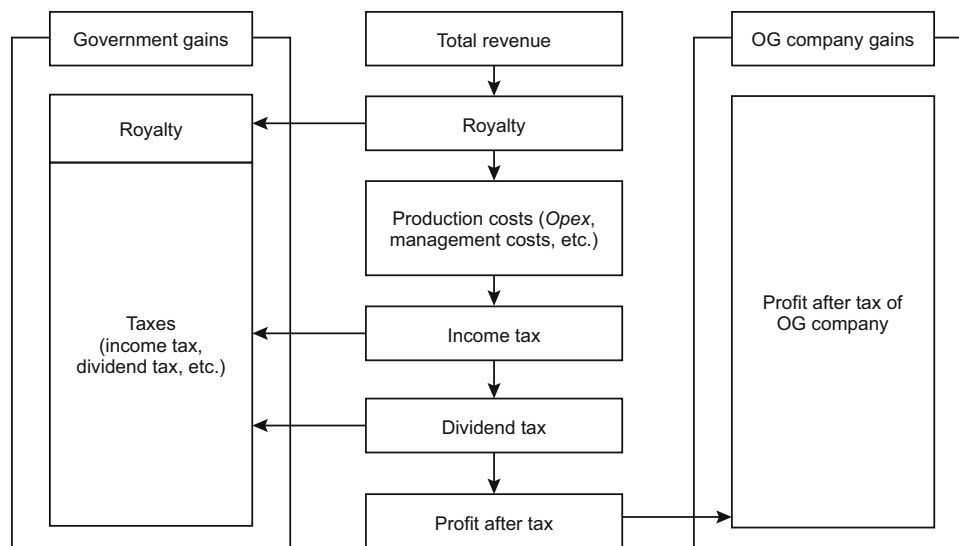 Government gains
Total revenue
OG company gains
Royalty
Royalty
Production costs (Opex,
management costs, etc.)
Taxes
(income tax,
dividend tax, etc.)
Income tax
Dividend tax
Profit after tax
Profit after tax of
OG company